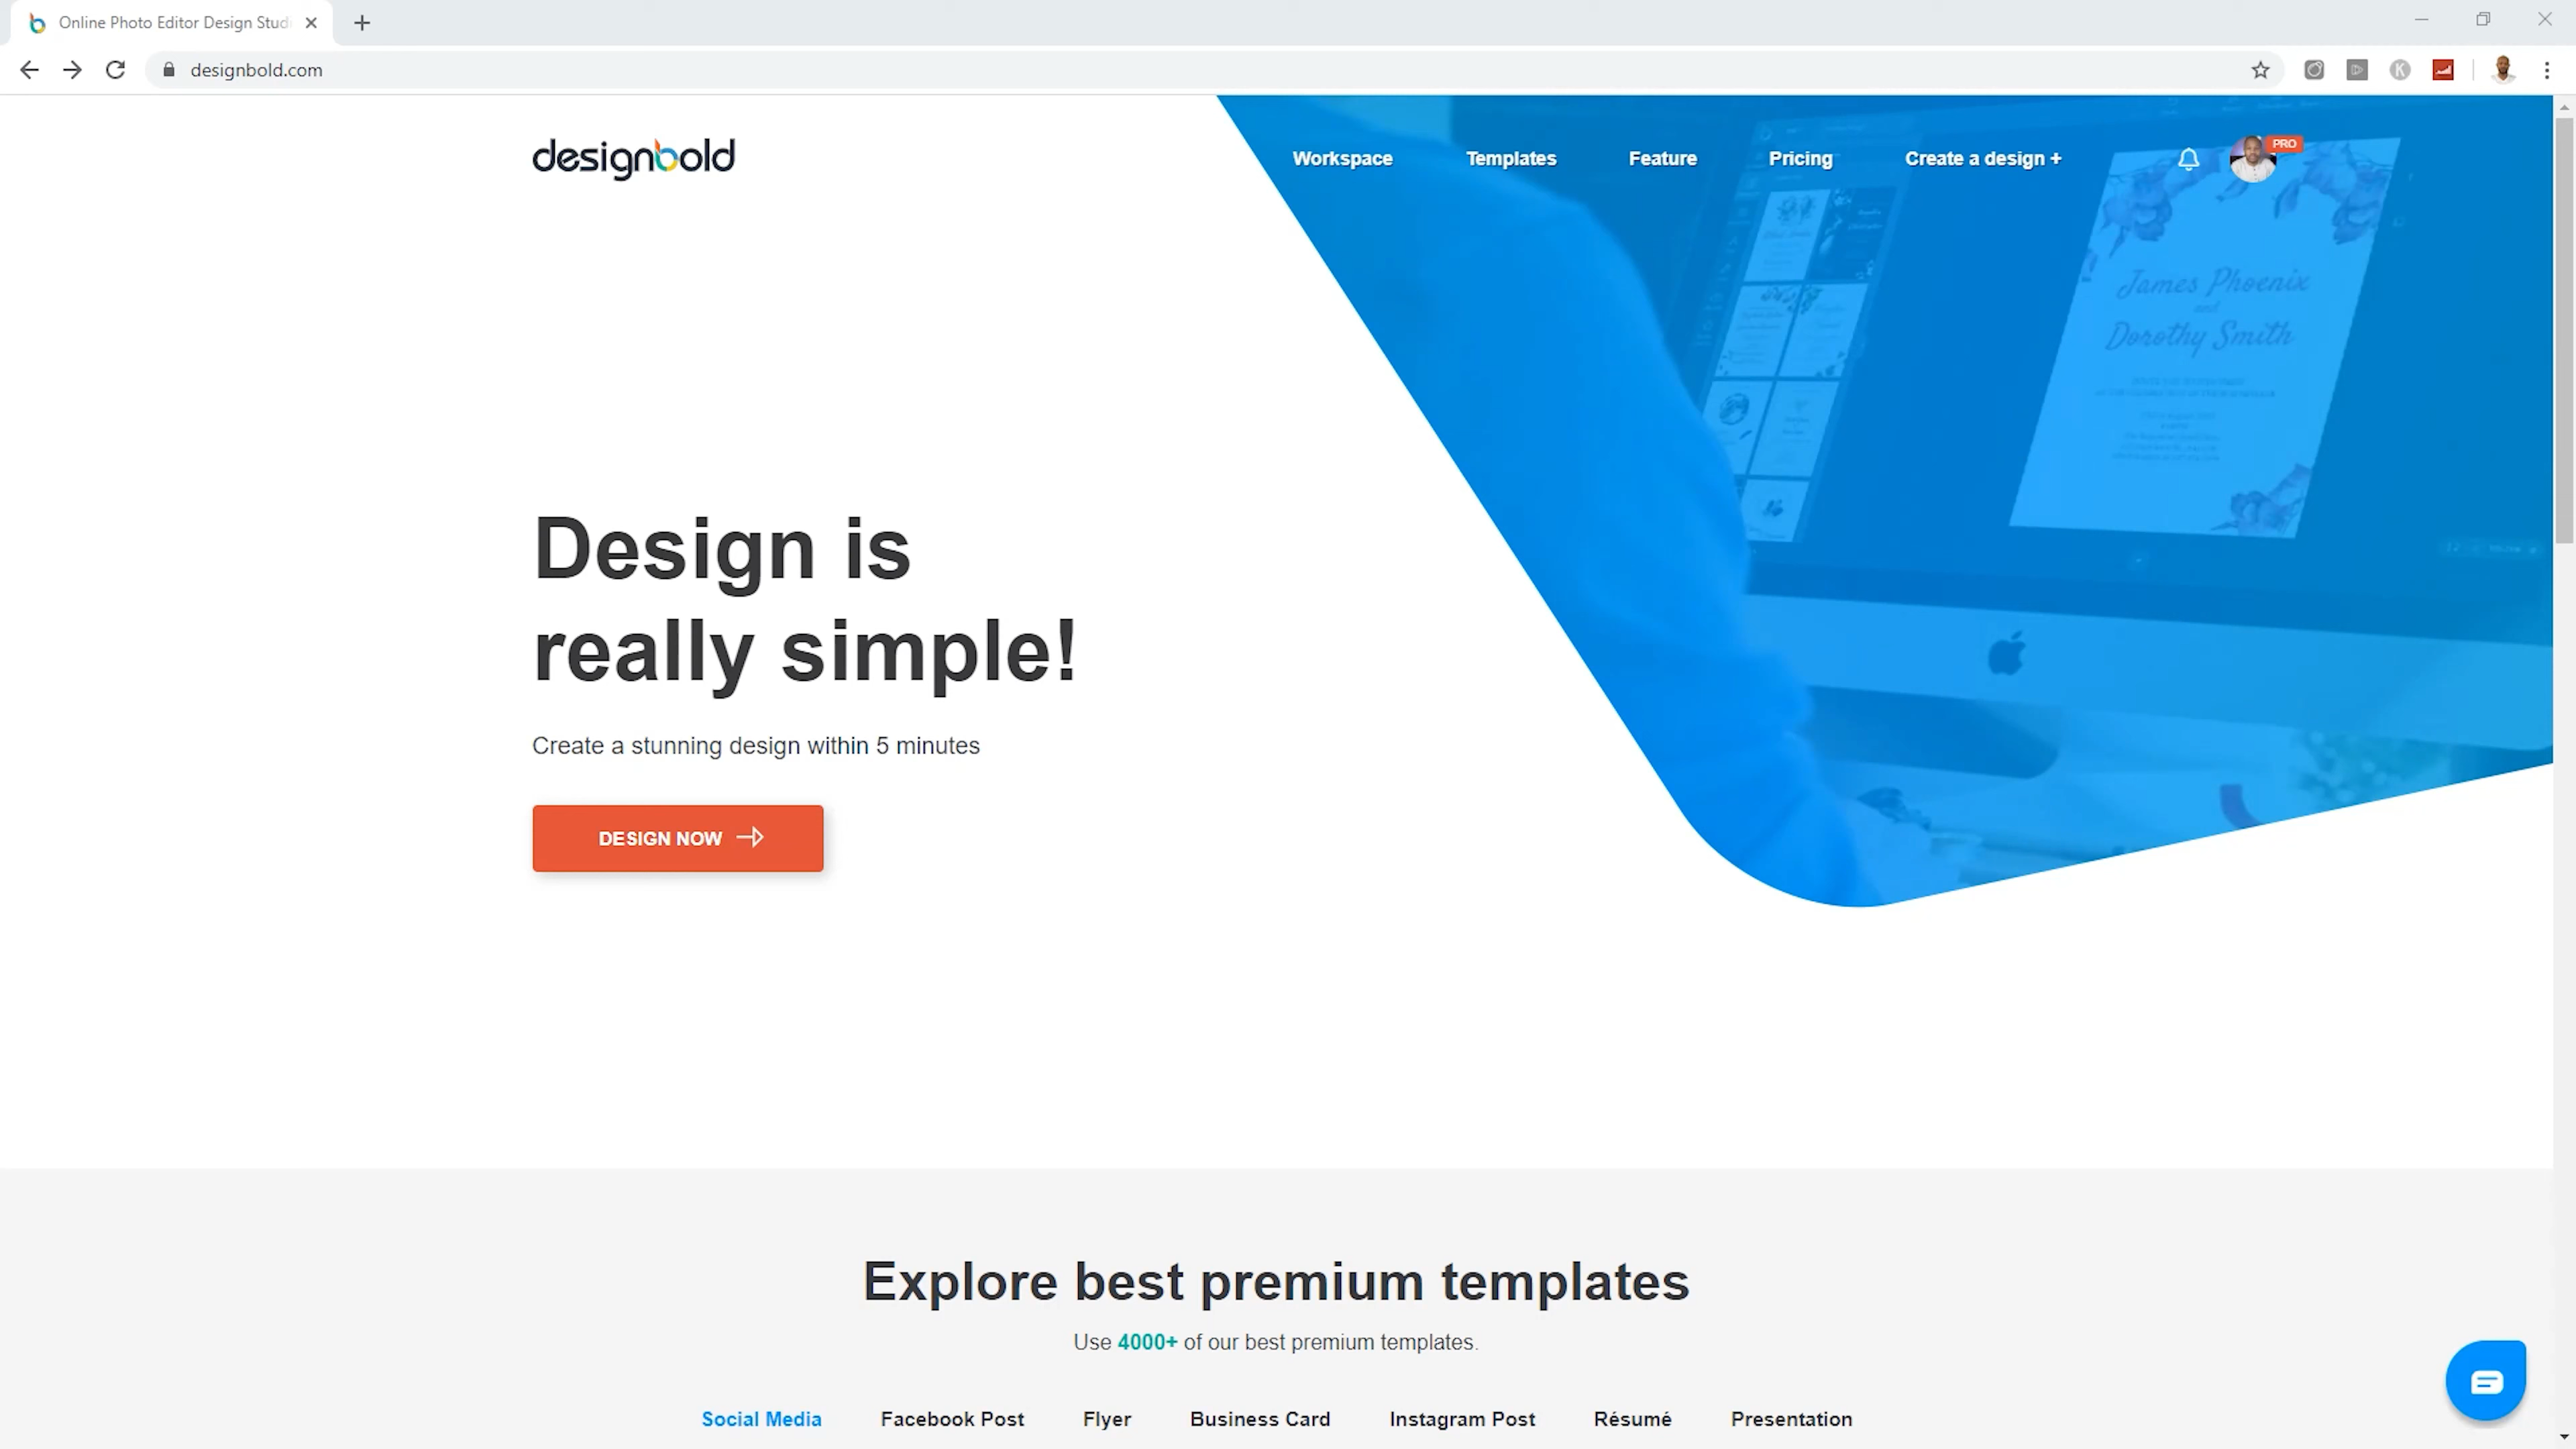 Online Photo Editor Design Stud
designbold.com
designbold
Workspace
Templates
Feature
Pricing
Create a design +
PRO
James Phoenix
and
Dorothy Smith
Design is
really simple!
Create a stunning design within 5 minutes
DESIGN NOW
Explore best premium templates
Use 4000+ of our best premium templates.
Social Media
Facebook Post
Flyer
Business Card
Instagram Post
Résumé
Presentation